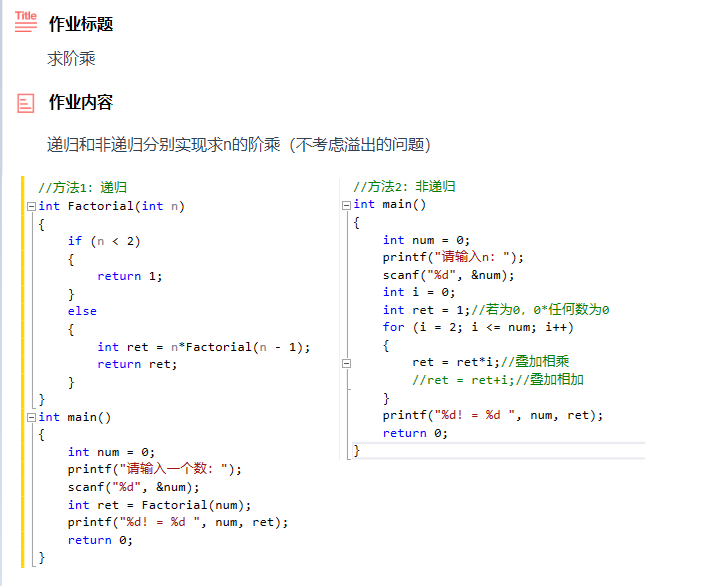 Title 作业标题
求阶乘
作业内容
递归和非递归分别实现求n的阶乘（不考虑溢出的问题）
//方法1：递归
int Factorial(int n)
{
if (n < 2)
{
return 1;
}
else
{
int ret = n*Factorial(n - 1);
return ret;
}
}
int main()
{
int num = 0;
printf("请输入一个数：");
scanf("%d", &num);
int ret = Factorial(num);
printf("%d! = %d ", num, ret);
return 0;
}
//方法2：非递归
int main()
{
int num = 0;
printf("请输入n：");
scanf("%d", &num);
int i = 0;
int ret = 1;//若为0，0*任何数为0
for (i = 2; i <= num; i++)
{
ret = ret*i;//叠加相乘
//ret = ret+i;//叠加相加
}
printf("%d! = %d ", num, ret);
return 0;
}